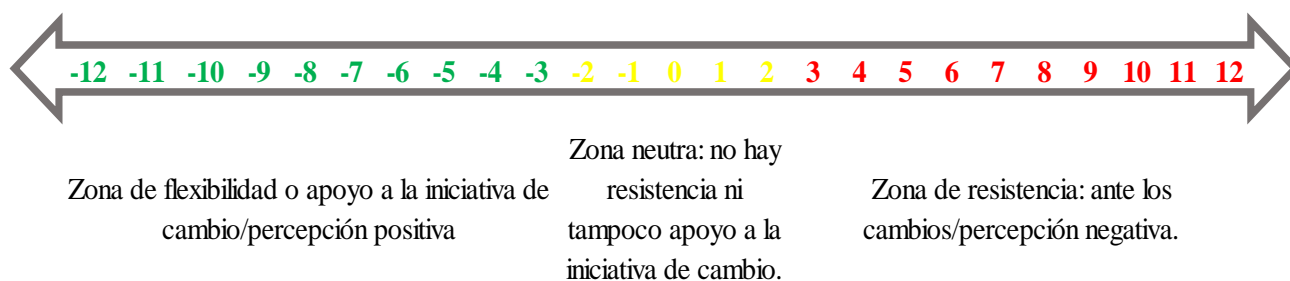 -12 -11 -10 -9 -8 -7 -6 -5 -4 -3 -2 -1 0 1 2 3 4 5 6 7 8 9 10 11 12
Zona de flexibilidad o apoyo a la iniciativa de
cambio/percepción positiva
Zona neutra: no hay
resistencia ni
tampoco apoyo a la
iniciativa de cambio.
Zona de resistencia: ante los
cambios/percepción negativa.